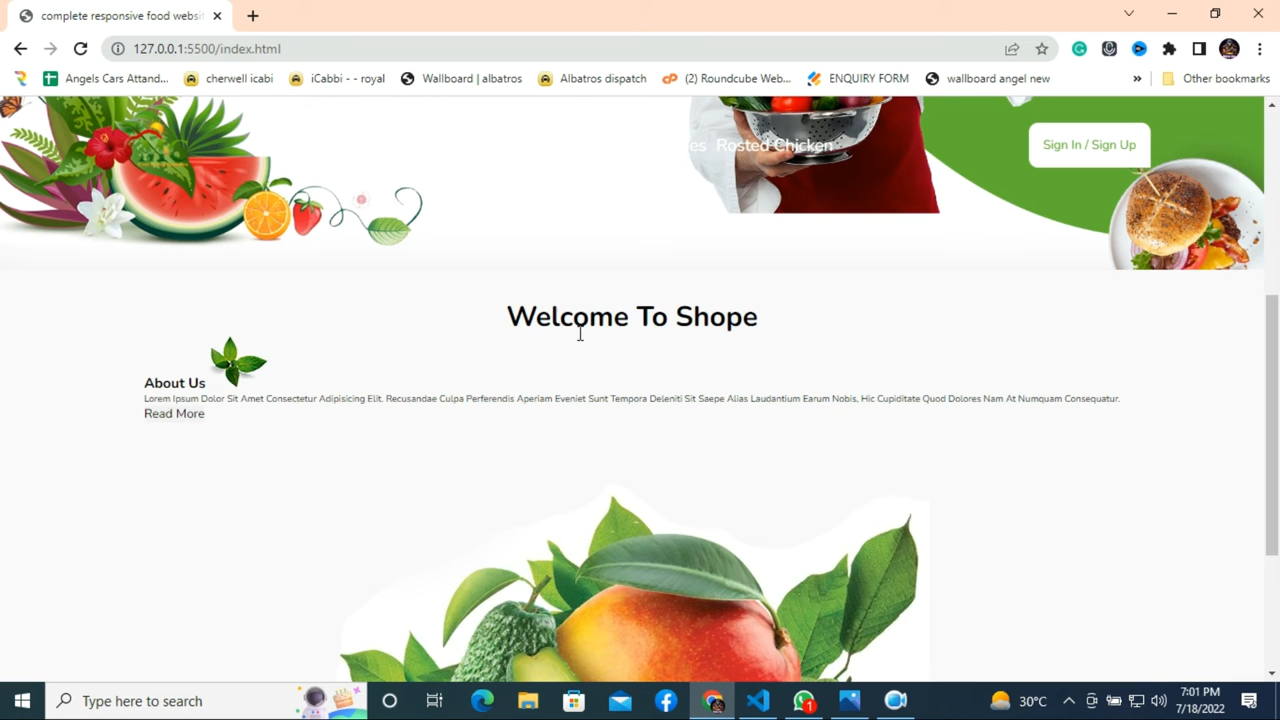 complete responsive food websi
127.0.0.1:5500/index.html
Angels Cars Attand...
cherwell icabi
iCabbi - - royal
Wallboard | albatros
Albatros dispatch
(2) Roundcube Web...
ENQUIRY FORM
wallboard angel new
»
Other bookmarks
es Rosted Chicken
Sign In / Sign Up
Welcome To Shope
About Us
Lorem Ipsum Dolor Sit Amet Consectetur Adipisicing Elit. Recusandae Culpa Perferendis Aperiam Eveniet Sunt Tempora Deleniti Sit Saepe Alias Laudantium Earum Nobis, Hic Cupiditate Quod Dolores Nam At Numquam Consequatur.
Read More
Type here to search
1
30°C
7:01 PM
7/18/2022